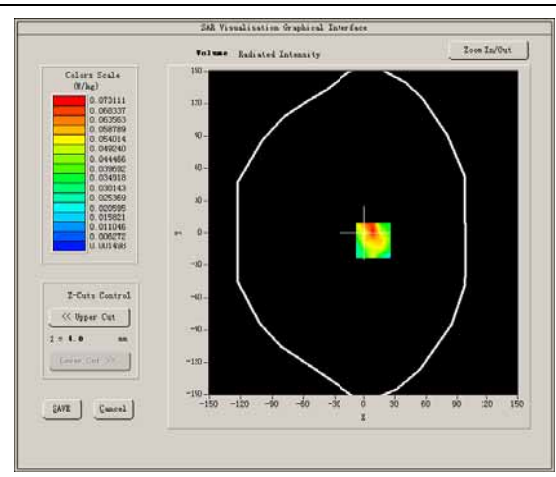 SAR Visualisation Graphical Interface
Volume Radiated Intensity
Zoom In/Out
Colors Scale
(W/kg)
0.073111
0.068337
0.063563
0.058789
0.054014
0.049240
0.044466
0.039692
0.034918
0.030143
0.025369
0.020595
0.015821
0.011046
0.006272
0.001498
Z-Cuts Control
<< Upper Cut
Z = 4.0 mm
Lower Cut >>
SAVE Cancel
150
120
90
60
30
0
-30
-60
-90
-120
-150
Y
-150 -120 -90 -60 -30 0 30 60 90 120 150
X